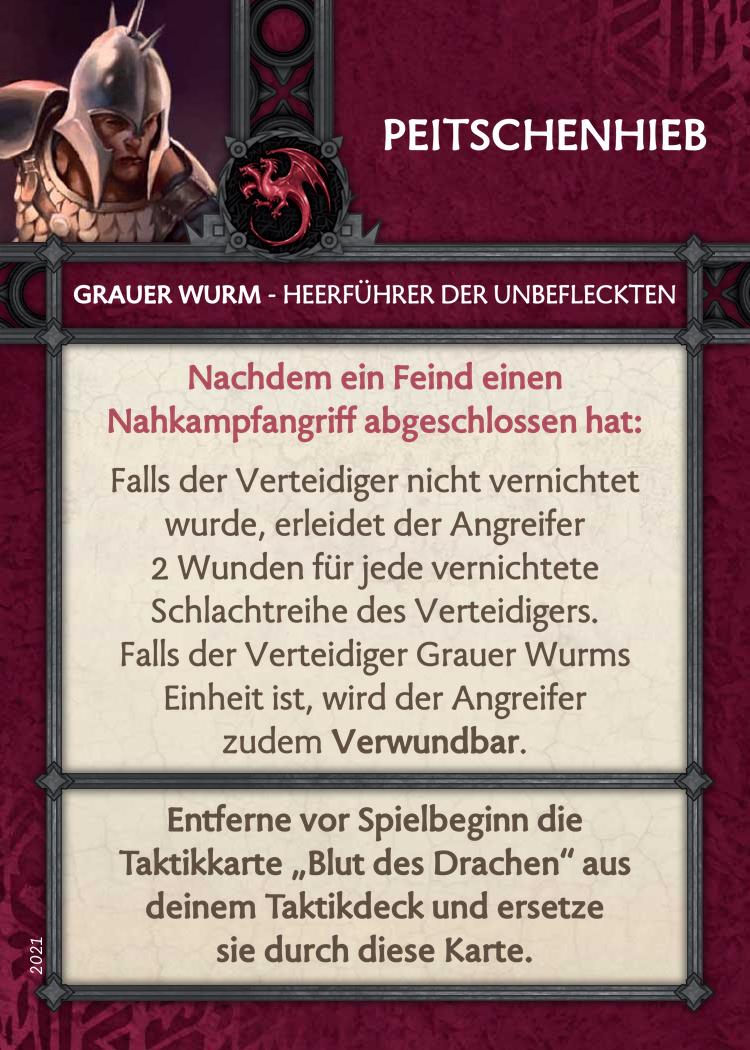 PEITSCHENHIEB
GRAUER WURM - HEERFÜHRER DER UNBEFLECKTEN
Nachdem ein Feind einen
Nahkampfangriff abgeschlossen hat:
Falls der Verteidiger nicht vernichtet
wurde, erleidet der Angreifer
2 Wunden für jede vernichtete
Schlachtreihe des Verteidigers.
Falls der Verteidiger Grauer Wurms
Einheit ist, wird der Angreifer
zudem Verwundbar.
Entferne vor Spielbeginn die
Taktikkarte „Blut des Drachen“ aus
deinem Taktikdeck und ersetze
sie durch diese Karte.
2021